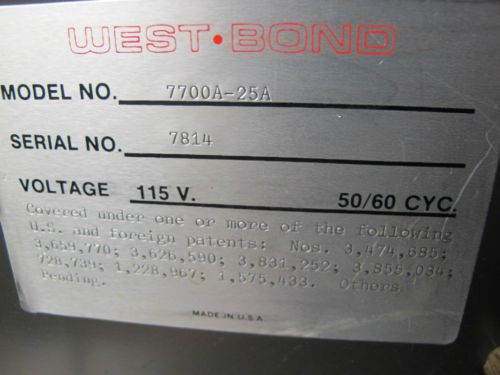 WEST·BOND
MODEL NO. 7700A-25A
SERIAL NO. 7814
VOLTAGE 115 V. 50/60 CYC.
Covered under one or more of the following
U.S. and foreign patents: Nos. 3,474,685;
3,659,770; 3,626,590; 3,831,252; 3,855,034;
728,739; 1,228,967; 1,575,433. Others
Pending.
MADE IN U.S.A